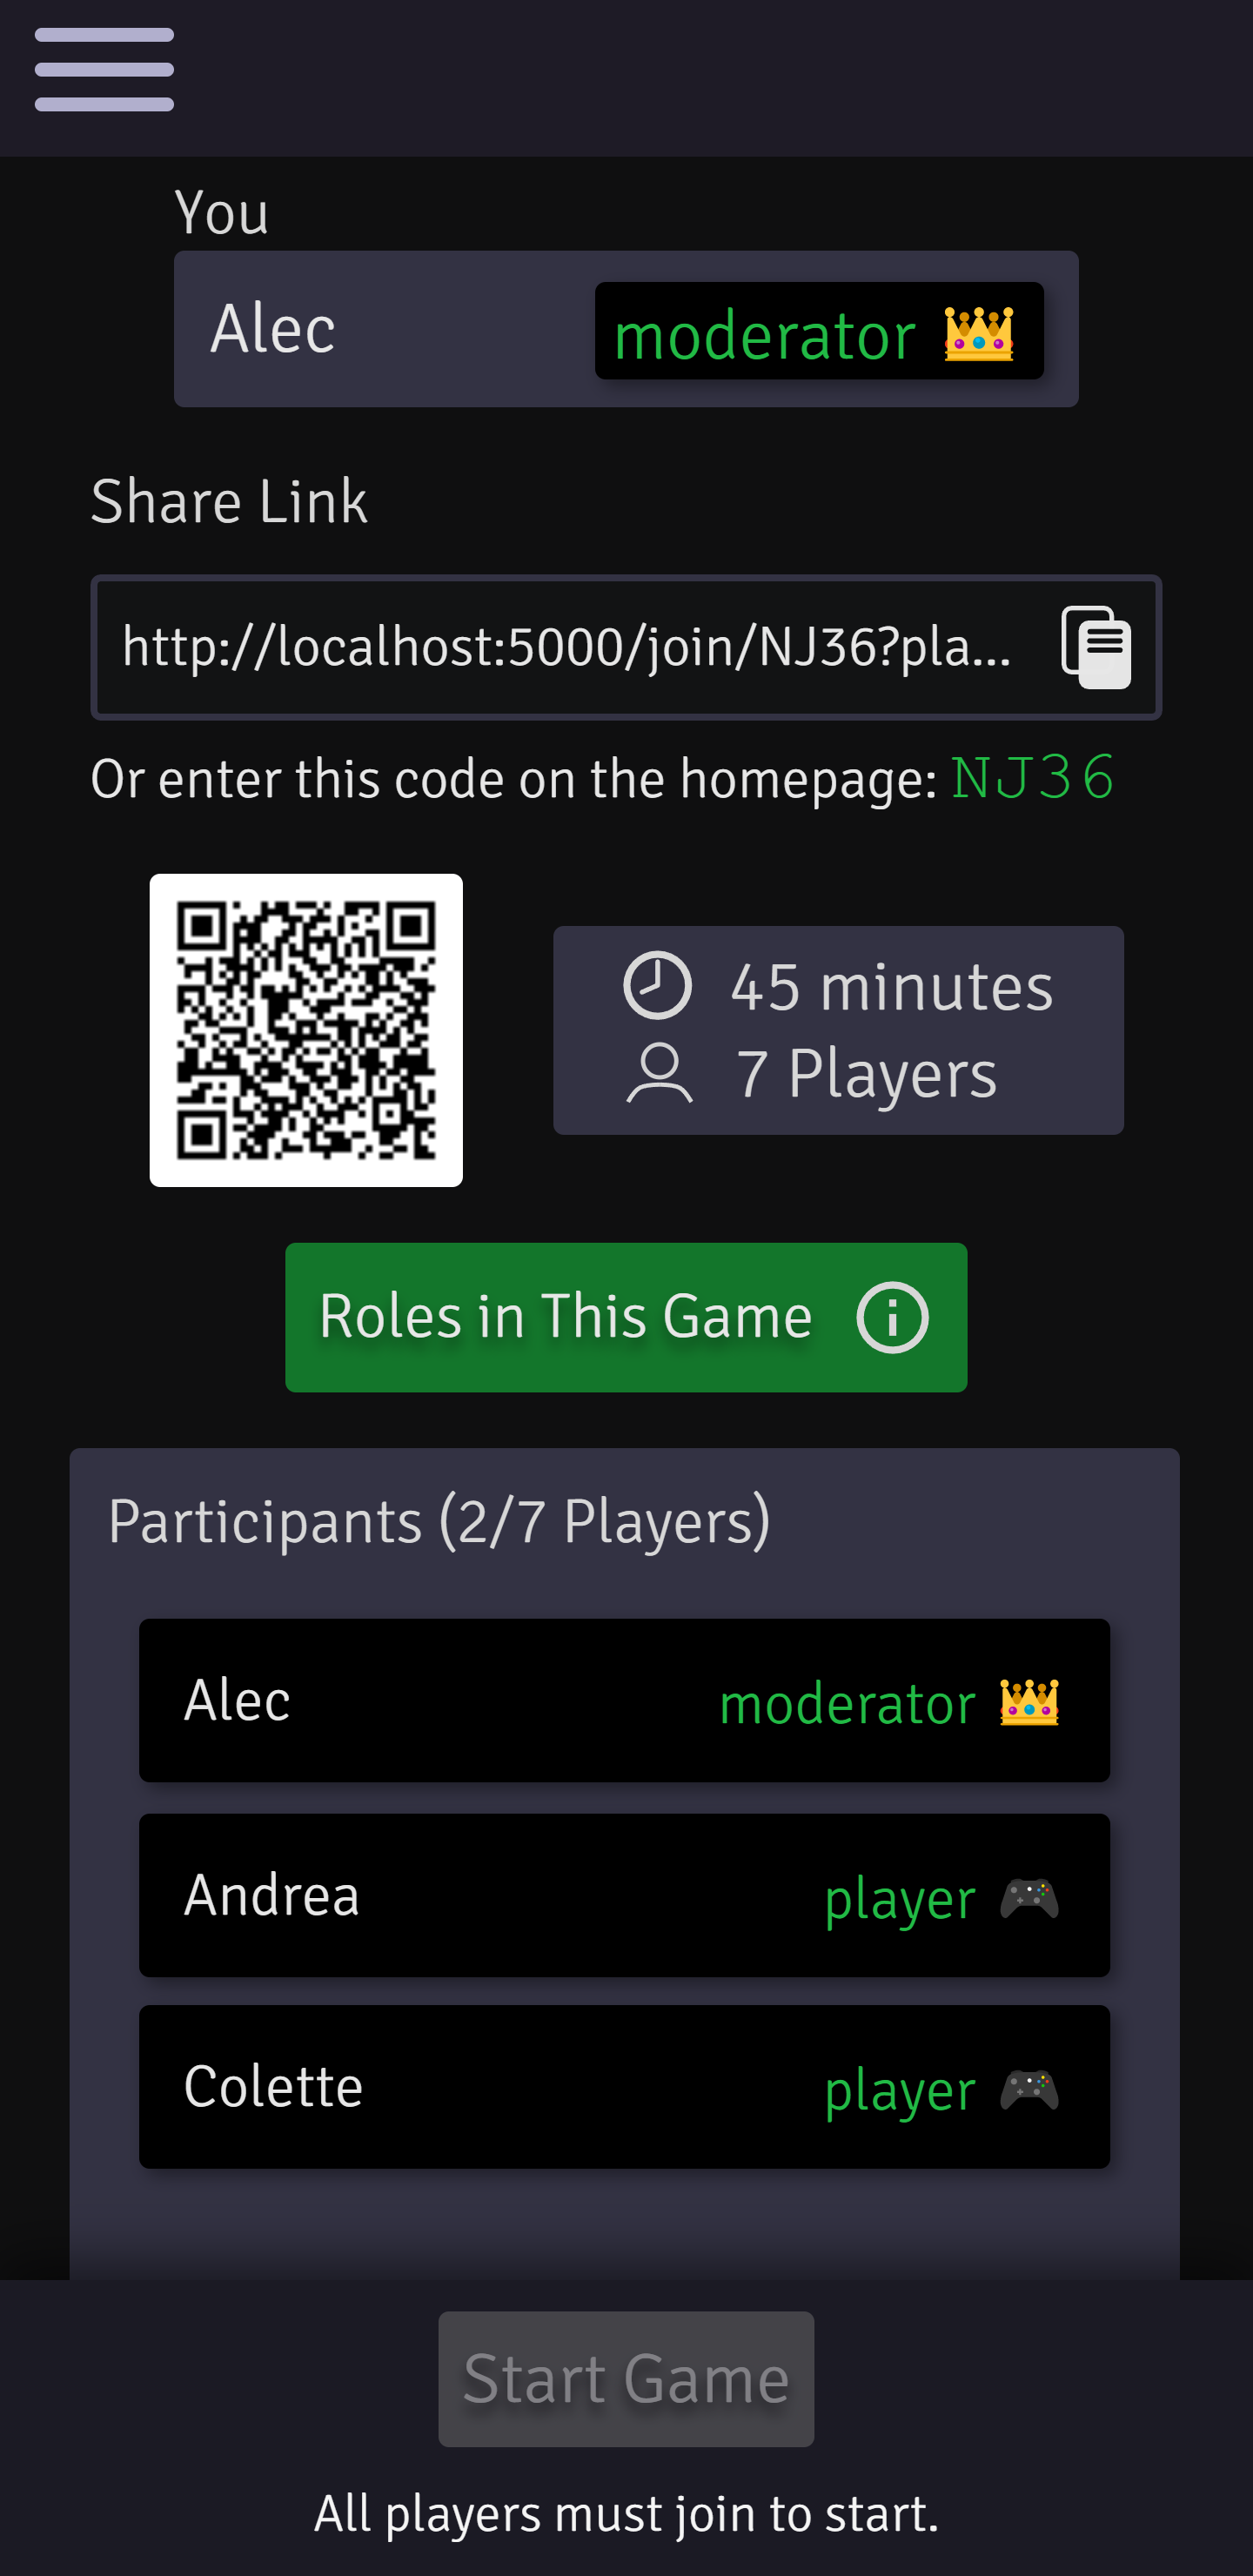 You
Alec moderator
Share Link
http://localhost:5000/join/NJ36?pla...
Or enter this code on the homepage: NJ36
45 minutes
7 Players
Roles in This Game
Participants (2/7 Players)
Alec moderator
Andrea player
Colette player
Start Game
All players must join to start.